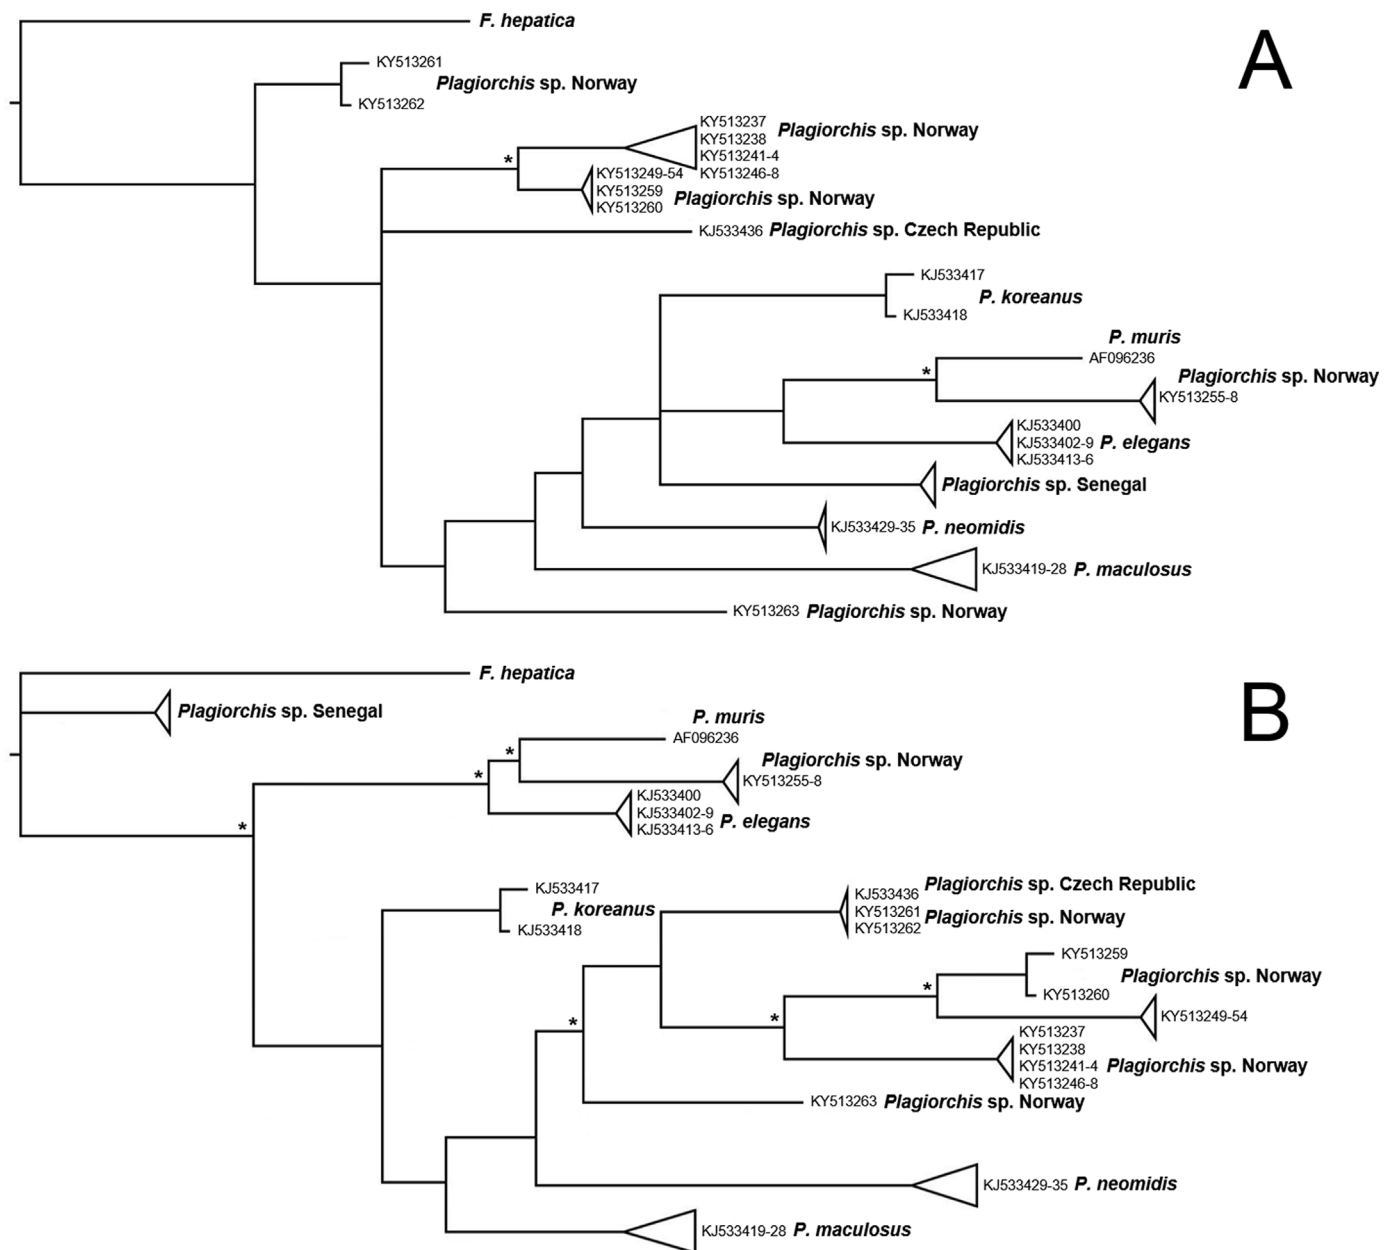 F. hepatica
A
KY513261
Plagiorchis sp. Norway
KY513262
KY513237
Plagiorchis sp. Norway
KY513238
*
KY513241-4
KY513246-8
KY513249-54
KY513259
Plagiorchis sp. Norway
KY513260
KJ533436 Plagiorchis sp. Czech Republic
KJ533417
P. koreanus
KJ533418
P. muris
AF096236
*
Plagiorchis sp. Norway
KY513255-8
KJ533400
KJ533402-9 P. elegans
KJ533413-6
Plagiorchis sp. Senegal
KJ533429-35 P. neomidis
KJ533419-28 P. maculosus
KY513263 Plagiorchis sp. Norway
F. hepatica
B
Plagiorchis sp. Senegal
P. muris
AF096236
*
Plagiorchis sp. Norway
*
KY513255-8
KJ533400
KJ533402-9 P. elegans
KJ533413-6
*
KJ533417
P. koreanus
KJ533418
Plagiorchis sp. Czech Republic
KJ533436
KY513261 Plagiorchis sp. Norway
KY513262
KY513259
Plagiorchis sp. Norway
*
KY513260
KY513249-54
*
*
KY513237
KY513238
KY513241-4 Plagiorchis sp. Norway
KY513246-8
KY513263 Plagiorchis sp. Norway
KJ533429-35 P. neomidis
KJ533419-28 P. maculosus